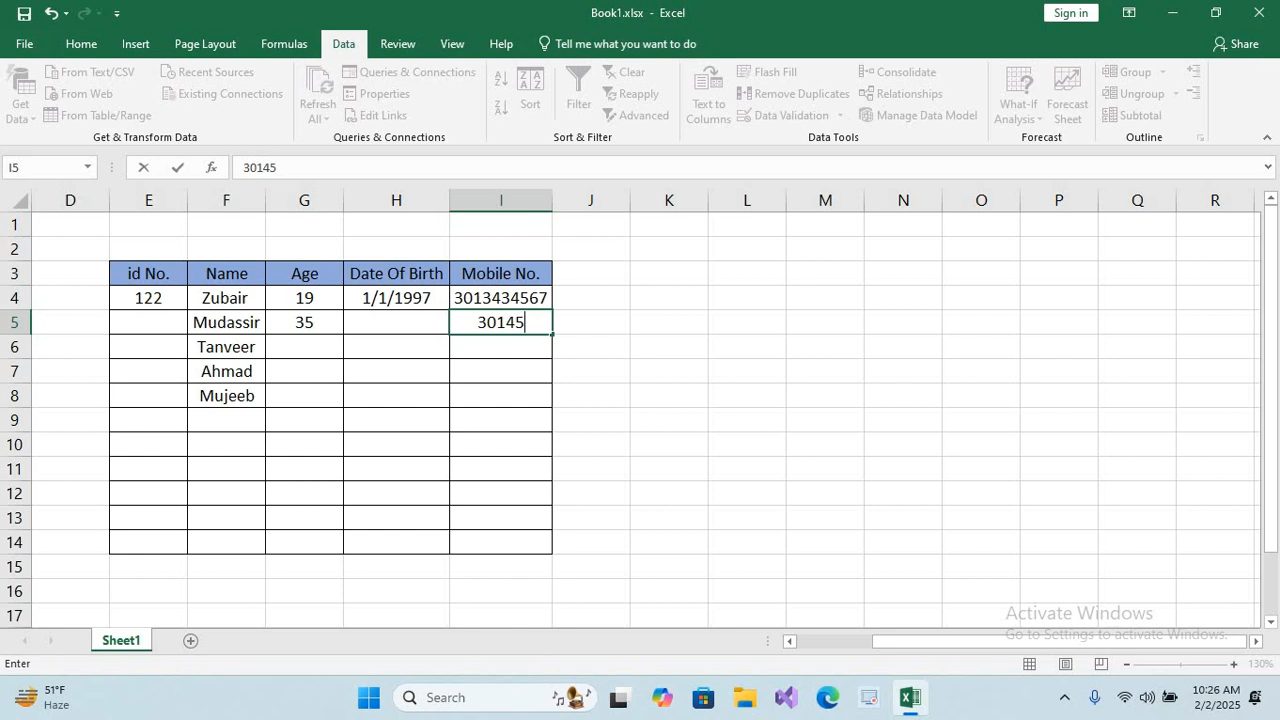 Book1.xlsx - Excel
Sign in
File Home Insert Page Layout Formulas Data Review View Help Tell me what you want to do Share
Get Data
From Text/CSV
From Web
From Table/Range
Recent Sources
Existing Connections
Get & Transform Data
Refresh All
Queries & Connections
Properties
Edit Links
Queries & Connections
Sort
Filter
Clear
Reapply
Advanced
Sort & Filter
Text to Columns
Flash Fill
Remove Duplicates
Data Validation
Consolidate
Relationships
Manage Data Model
Data Tools
What-If Analysis
Forecast Sheet
Forecast
Group
Ungroup
Subtotal
Outline
I5 fx 30145
D E F G H I J K L M N O P Q R
1
2
3 id No. Name Age Date Of Birth Mobile No.
4 122 Zubair 19 1/1/1997 3013434567
5 Mudassir 35 30145
6 Tanveer
7 Ahmad
8 Mujeeb
9
10
11
12
13
14
15
16
17
Activate Windows
Go to Settings to activate Windows.
Sheet1
Enter 130%
51°F
Haze
Search
10:26 AM
2/2/2025